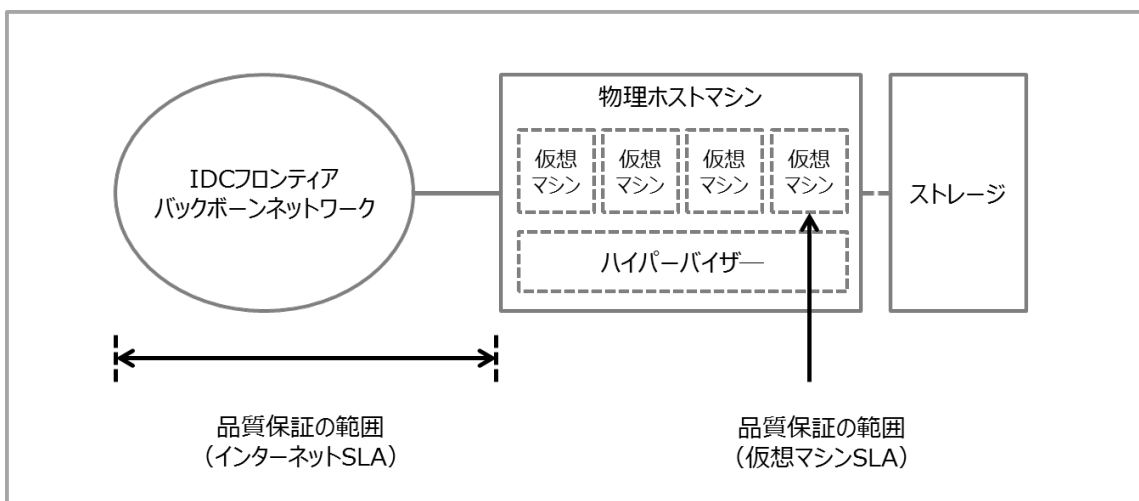 IDCフロンティア
バックボーンネットワーク
物理ホストマシン
仮想
マシン
仮想
マシン
仮想
マシン
仮想
マシン
ハイパーバイザ―
ストレージ
品質保証の範囲
（インターネットSLA）
品質保証の範囲
（仮想マシンSLA）